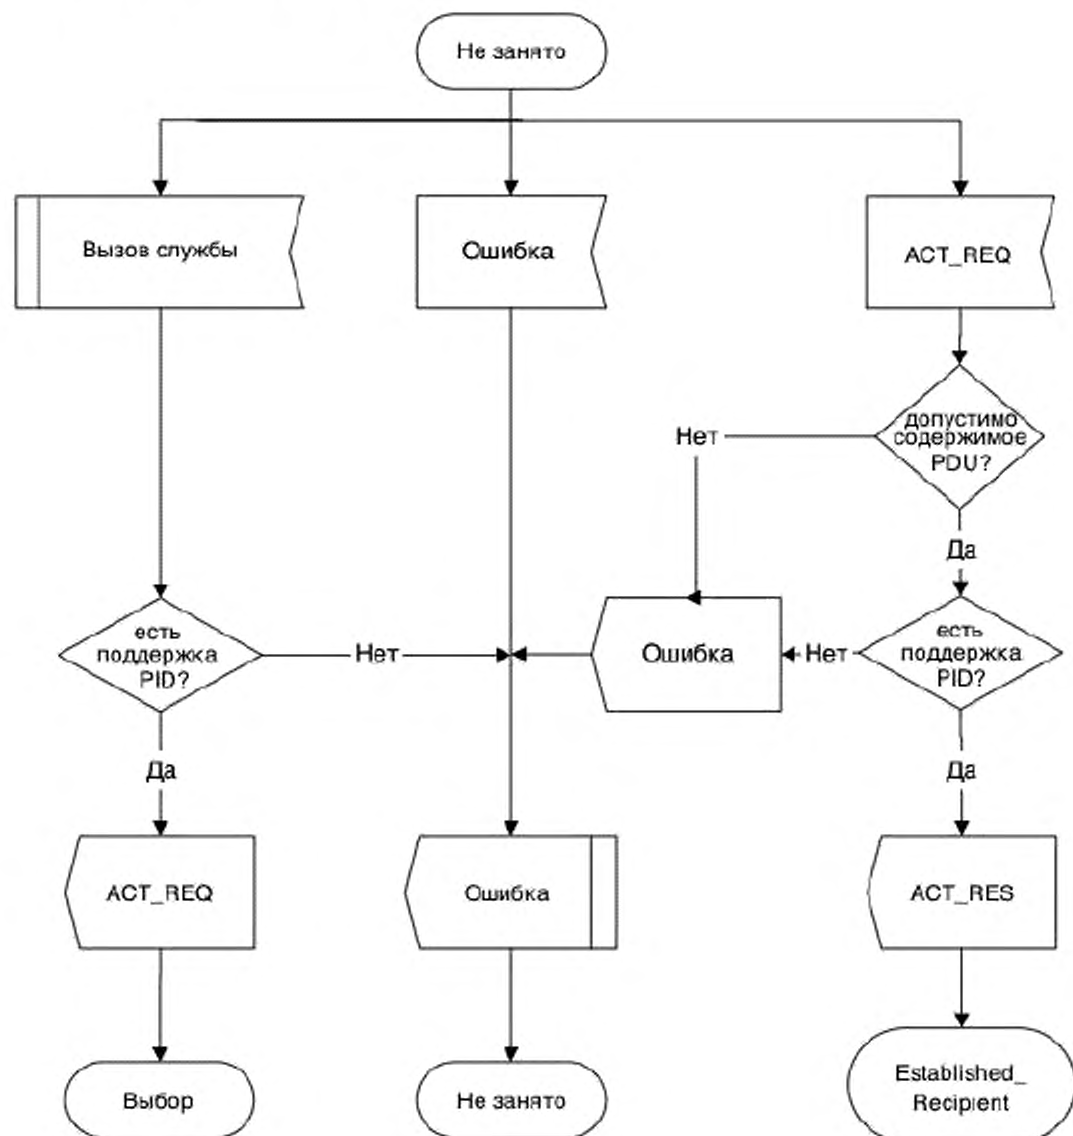 Не занято
Вызов службы
Ошибка
ACT_REQ
допустимо
содержимое
PDU?
Нет
Да
есть
поддержка
PID?
Нет
Ошибка
Нет
есть
поддержка
PID?
Да
Да
ACT_REQ
Ошибка
ACT_RES
Выбор
Не занято
Established_
Recipient